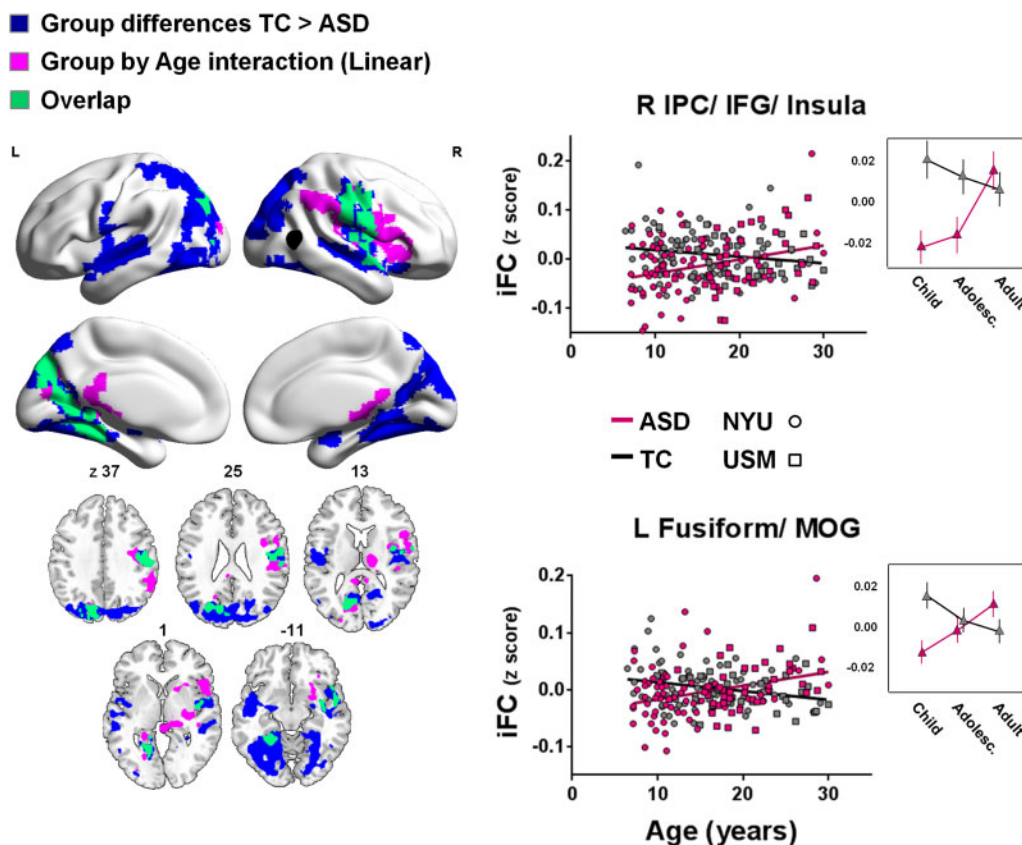 Group differences TC > ASD
Group by Age interaction (Linear)
Overlap
L
R
z 37
25
13
1
-11
R IPC/ IFG/ Insula
iFC (z score)
0.2
0.1
0.0
-0.1
0
10
20
30
0.02
0.00
-0.02
Child
Adolesc.
Adult
ASD
NYU
TC
USM
L Fusiform/ MOG
iFC (z score)
0.2
0.1
0.0
-0.1
0
10
20
30
Age (years)
0.02
0.00
-0.02
Child
Adolesc.
Adult